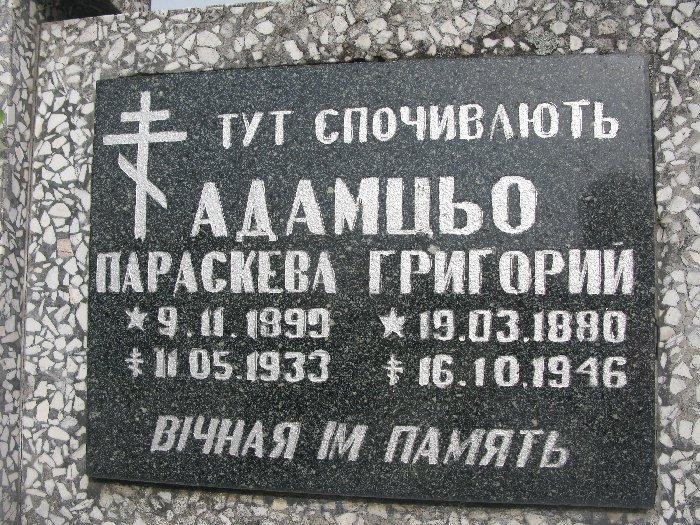 ТУТ СПОЧИВАЮТЬ
АДАМЦЬО
ПАРАСКЕВА ГРИГОРИЙ
9.11.1899 19.03.1880
11.05.1933 16.10.1946
ВІЧНАЯ ІМ ПАМЯТЬ